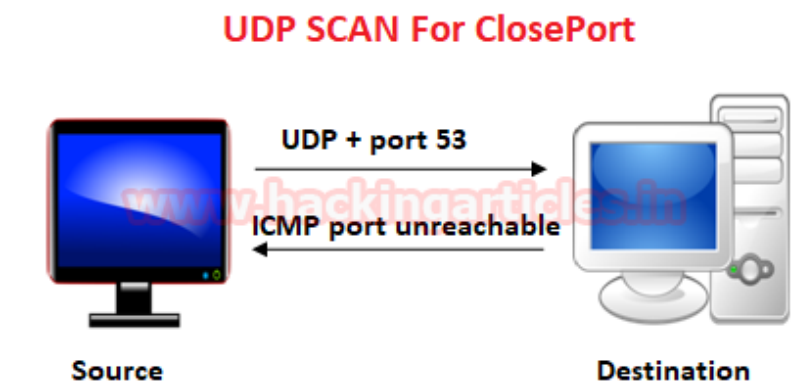 UDP SCAN For ClosePort
UDP + port 53
www.hackingarticles.in
ICMP port unreachable
Source
Destination